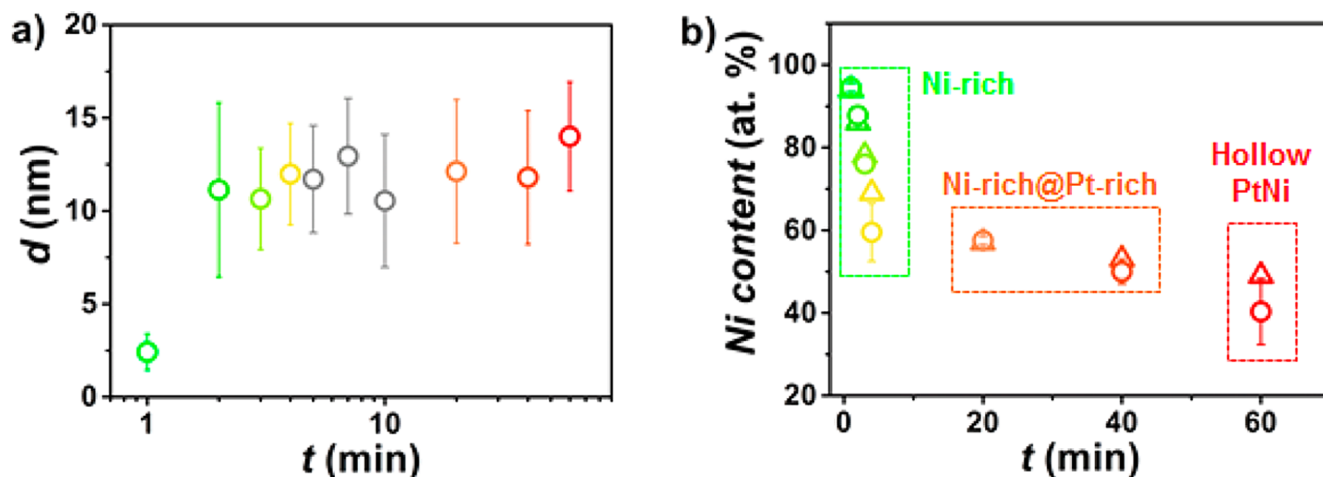 a)
20
15
10
5
0
d (nm)
1
10
t (min)
b)
100
80
60
40
20
Ni content (at. %)
Ni-rich
Ni-rich@Pt-rich
Hollow
PtNi
0
20
40
60
t (min)